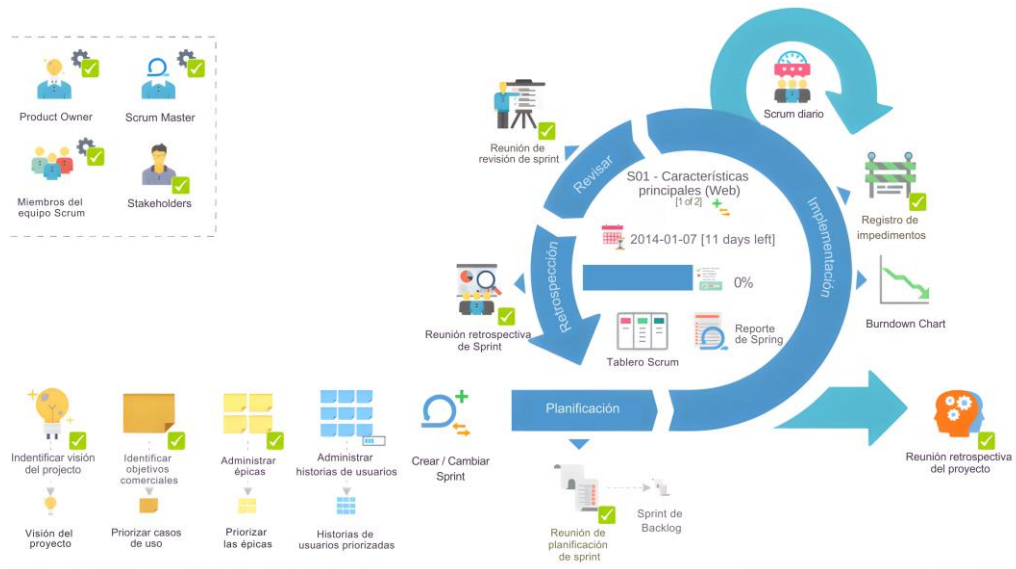 Product Owner
Scrum Master
Miembros del
equipo Scrum
Stakeholders
Reunión de
revisión de sprint
Scrum diario
Revisar
S01 - Características
principales (Web)
[1 of 2]
2014-01-07 [11 days left]
0%
Tablero Scrum
Reporte
de Spring
Implementación
Registro de
impedimentos
Burndown Chart
Retrospección
Reunión retrospectiva
de Sprint
Planificación
Reunión retrospectiva
del proyecto
Indentificar visión
del projecto
Identificar
objetivos
comerciales
Administrar
épicas
Administrar
historias de usuarios
Crear / Cambiar
Sprint
Visión del
proyecto
Priorizar casos
de uso
Priorizar
las épicas
Historias de
usuarios priorizadas
Reunión de
planificación
de sprint
Sprint de
Backlog